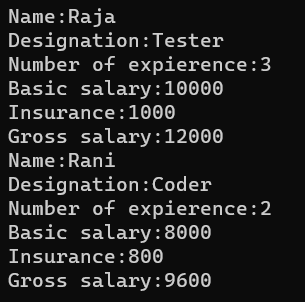 Name:Raja
Designation:Tester
Number of expierence:3
Basic salary:10000
Insurance:1000
Gross salary:12000
Name:Rani
Designation:Coder
Number of expierence:2
Basic salary:8000
Insurance:800
Gross salary:9600